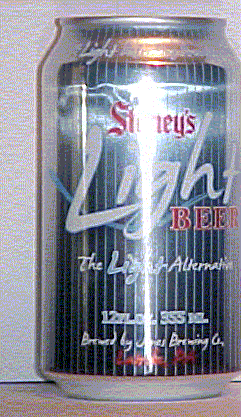 Light
Stoney's
Light
BEER
The Light Alternative
12 FL. OZ. 355 ML.
Brewed by Jones Brewing Co.